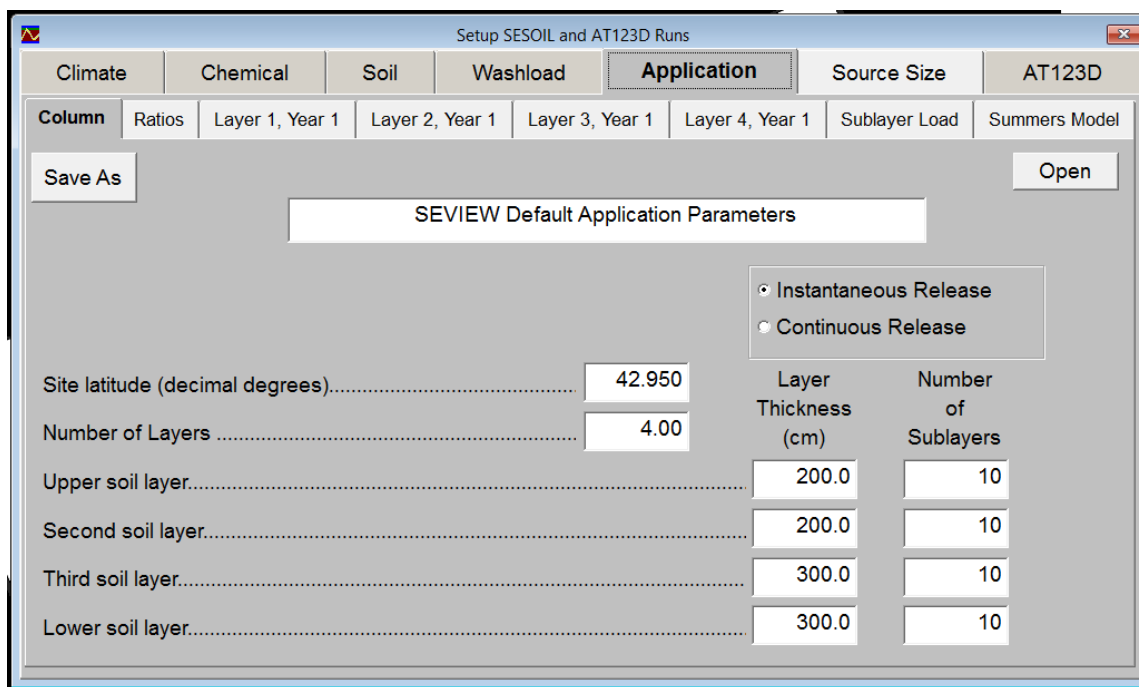 Setup SESOIL and AT123D Runs
Climate Chemical Soil Washload Application Source Size AT123D
Column Ratios Layer 1, Year 1 Layer 2, Year 1 Layer 3, Year 1 Layer 4, Year 1 Sublayer Load Summers Model
Save As Open
SEVIEW Default Application Parameters
Instantaneous Release
Continuous Release
Site latitude (decimal degrees) 42.950
Number of Layers 4.00
Layer Thickness (cm)
Number of Sublayers
Upper soil layer 200.0 10
Second soil layer 200.0 10
Third soil layer 300.0 10
Lower soil layer 300.0 10